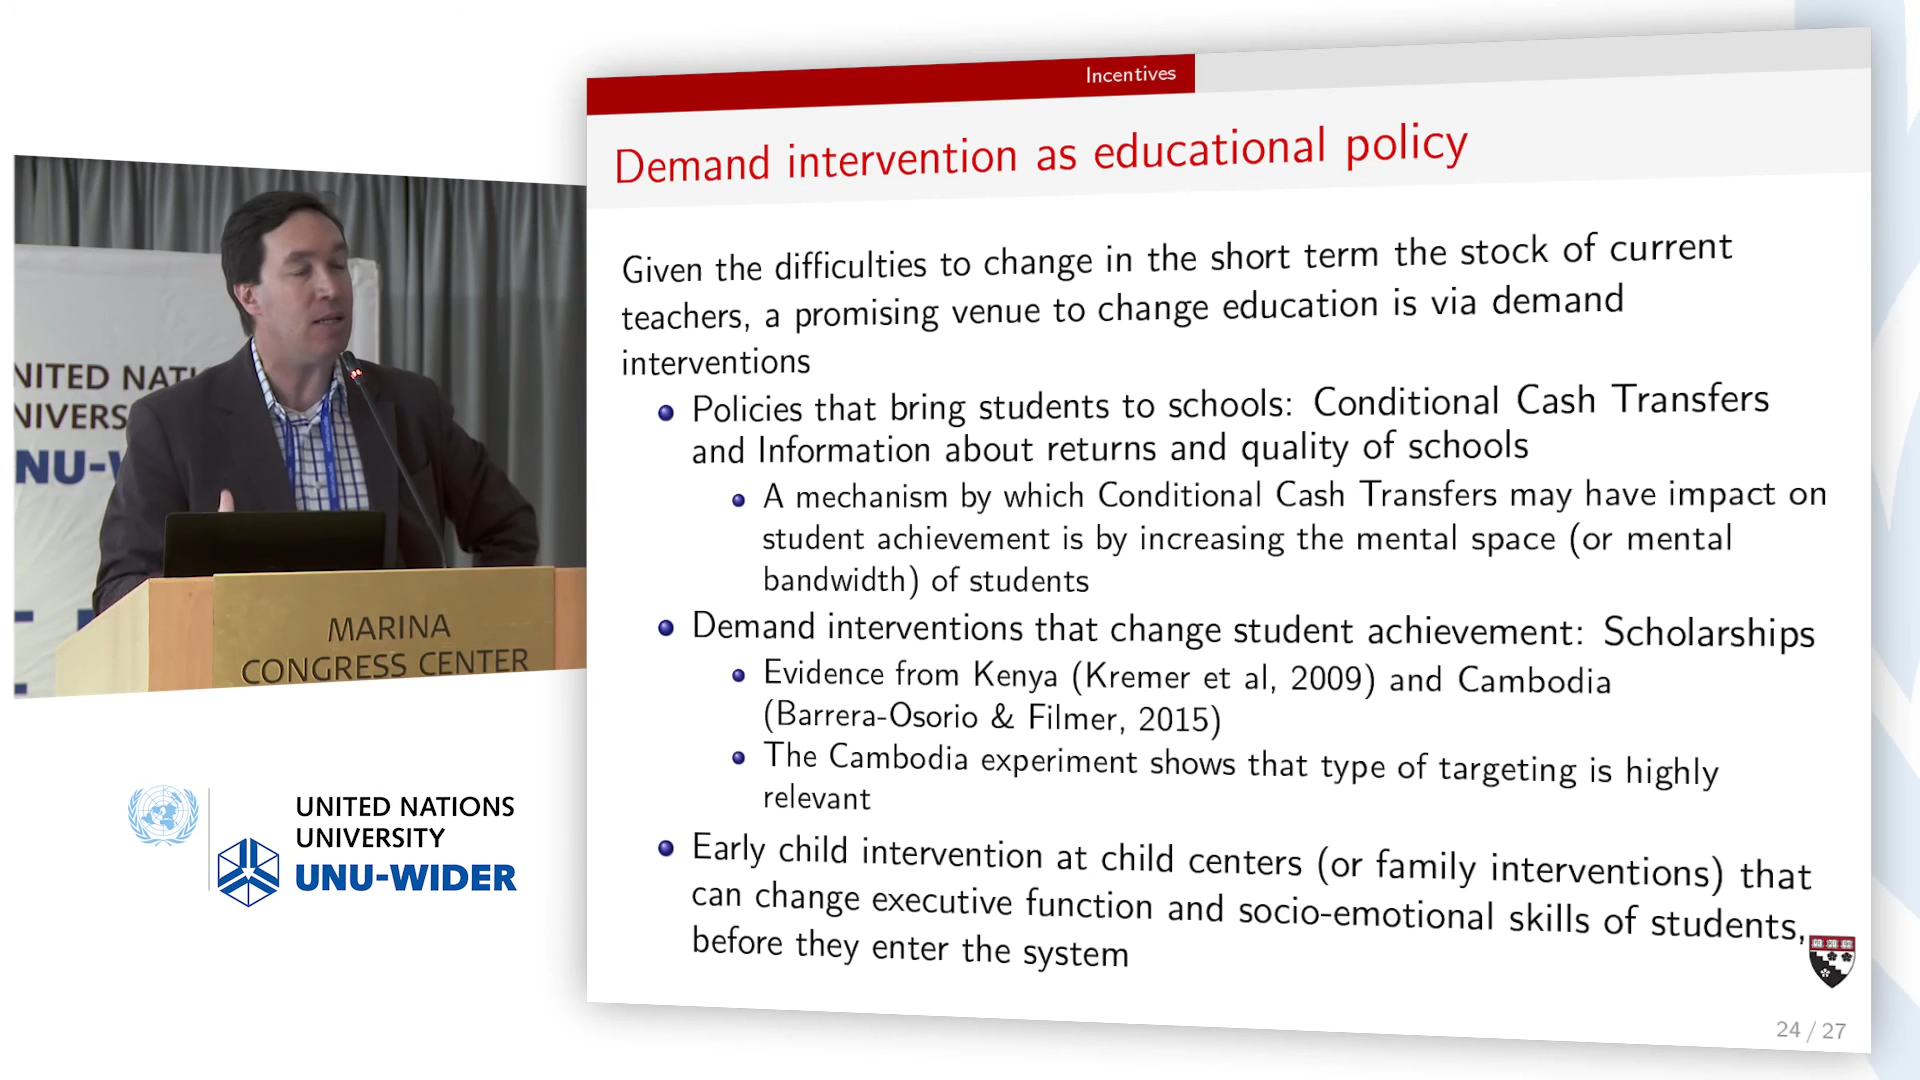 Incentives
Demand intervention as educational policy
Given the difficulties to change in the short term the stock of current
teachers, a promising venue to change education is via demand
interventions
Policies that bring students to schools: Conditional Cash Transfers
and Information about returns and quality of schools
A mechanism by which Conditional Cash Transfers may have impact on
student achievement is by increasing the mental space (or mental
bandwidth) of students
Demand interventions that change student achievement: Scholarships
Evidence from Kenya (Kremer et al, 2009) and Cambodia
(Barrera-Osorio & Filmer, 2015)
The Cambodia experiment shows that type of targeting is highly
relevant
Early child intervention at child centers (or family interventions) that
can change executive function and socio-emotional skills of students,
before they enter the system
24 / 27
NITED NATI
NIVERS
NU-W
MARINA
CONGRESS CENTER
UNITED NATIONS
UNIVERSITY
UNU-WIDER